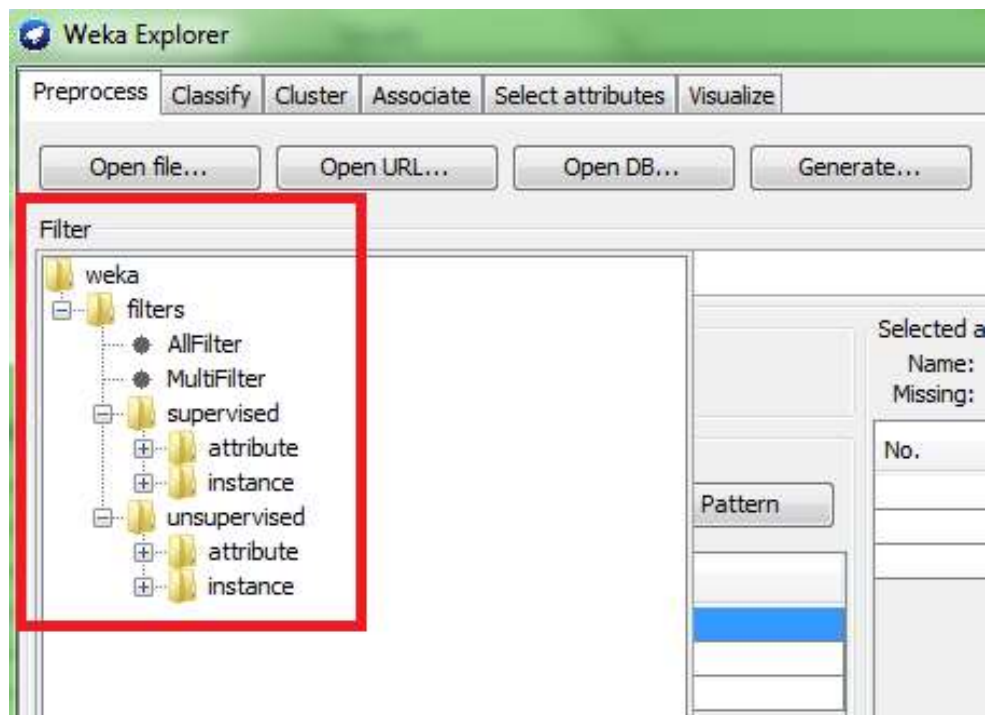 Weka Explorer
Preprocess Classify Cluster Associate Select attributes Visualize
Open file... Open URL... Open DB... Generate...
Filter
weka
filters
AllFilter
MultiFilter
supervised
attribute
instance
unsupervised
attribute
instance
Selected a
Name:
Missing:
No.
Pattern